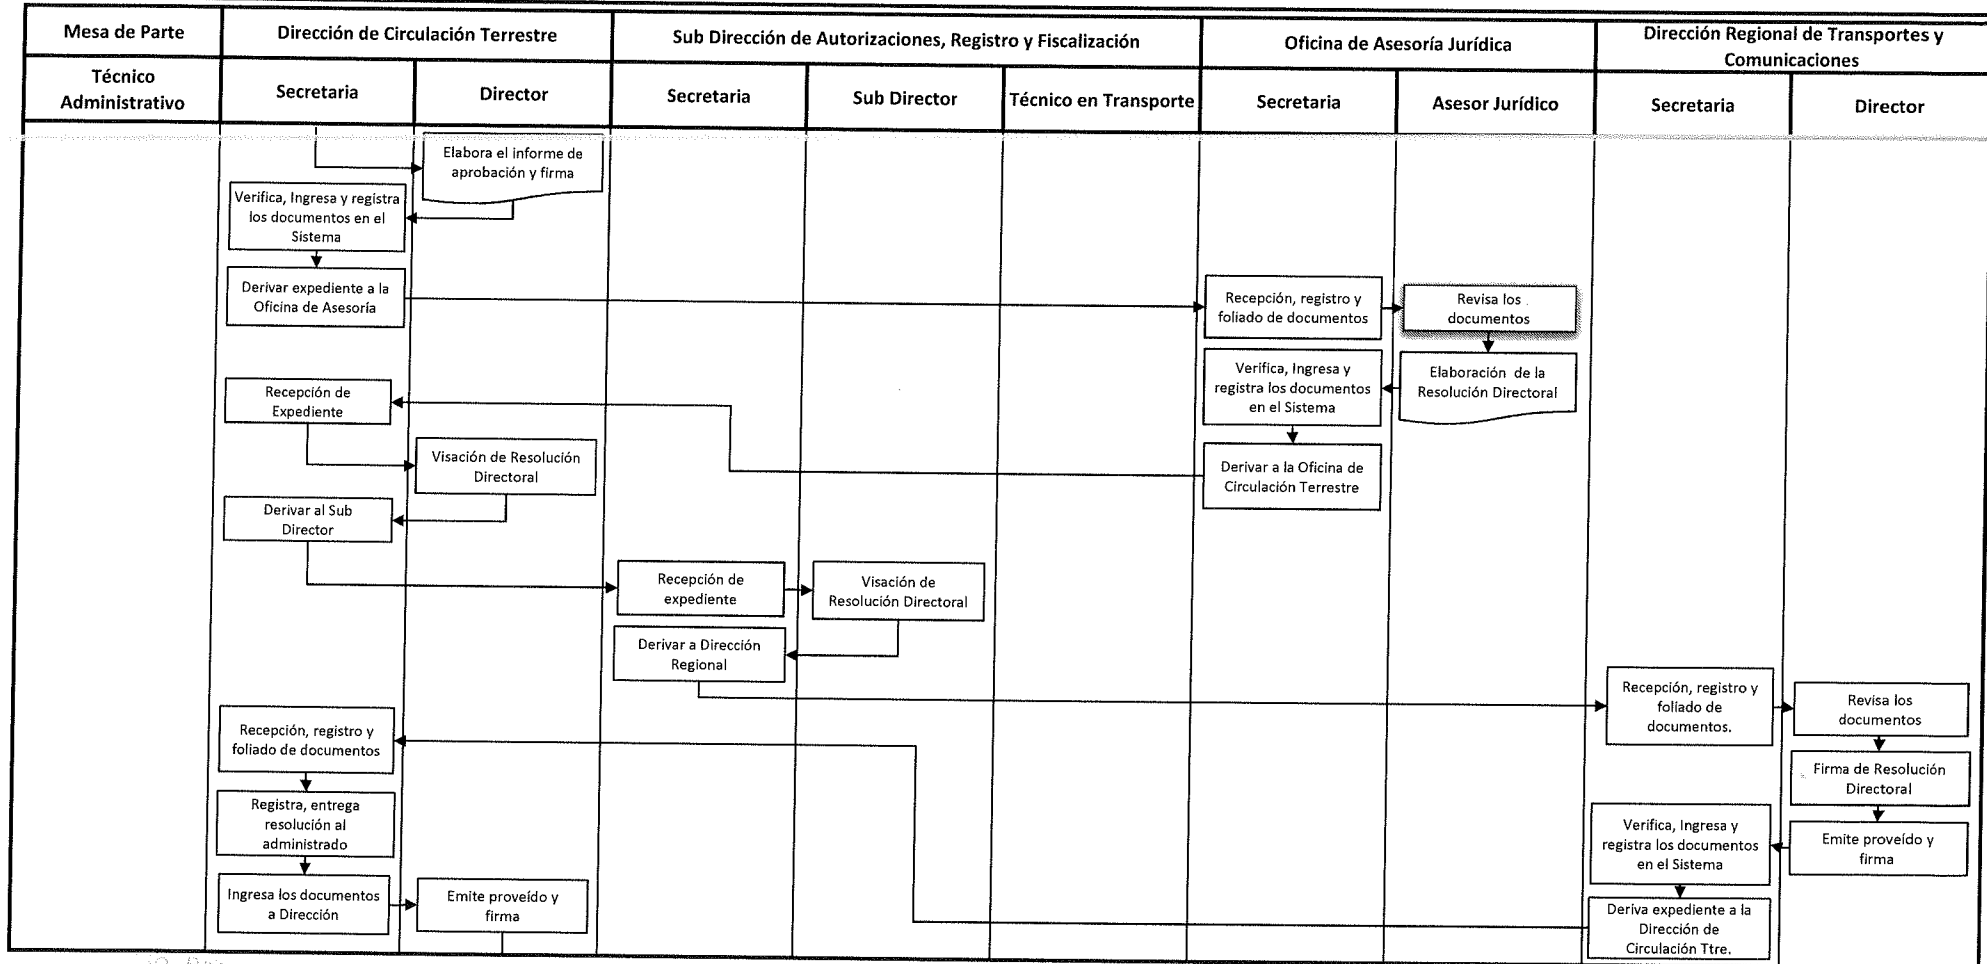 Mesa de Parte
Dirección de Circulación Terrestre
Sub Dirección de Autorizaciones, Registro y Fiscalización
Oficina de Asesoría Jurídica
Dirección Regional de Transportes y
Comunicaciones
Técnico
Administrativo
Secretaria
Director
Secretaria
Sub Director
Técnico en Transporte
Secretaria
Asesor Jurídico
Secretaria
Director
Elabora el informe de
aprobación y firma
Verifica, Ingresa y registra
los documentos en el
Sistema
Derivar expediente a la
Oficina de Asesoría
Recepción, registro y
foliado de documentos
Revisa los
documentos
Elaboración de la
Resolución Directoral
Verifica, Ingresa y
registra los documentos
en el Sistema
Derivar a la Oficina de
Circulación Terrestre
Recepción de
Expediente
Visación de Resolución
Directoral
Derivar al Sub
Director
Recepción de
expediente
Visación de
Resolución Directoral
Derivar a Dirección
Regional
Recepción, registro y
foliado de
documentos.
Revisa los
documentos
Firma de Resolución
Directoral
Emite proveído y
firma
Verifica, Ingresa y
registra los documentos
en el Sistema
Deriva expediente a la
Dirección de
Circulación Ttre.
Recepción, registro y
foliado de documentos
Registra, entrega
resolución al
administrado
Ingresa los documentos
a Dirección
Emite proveído y
firma